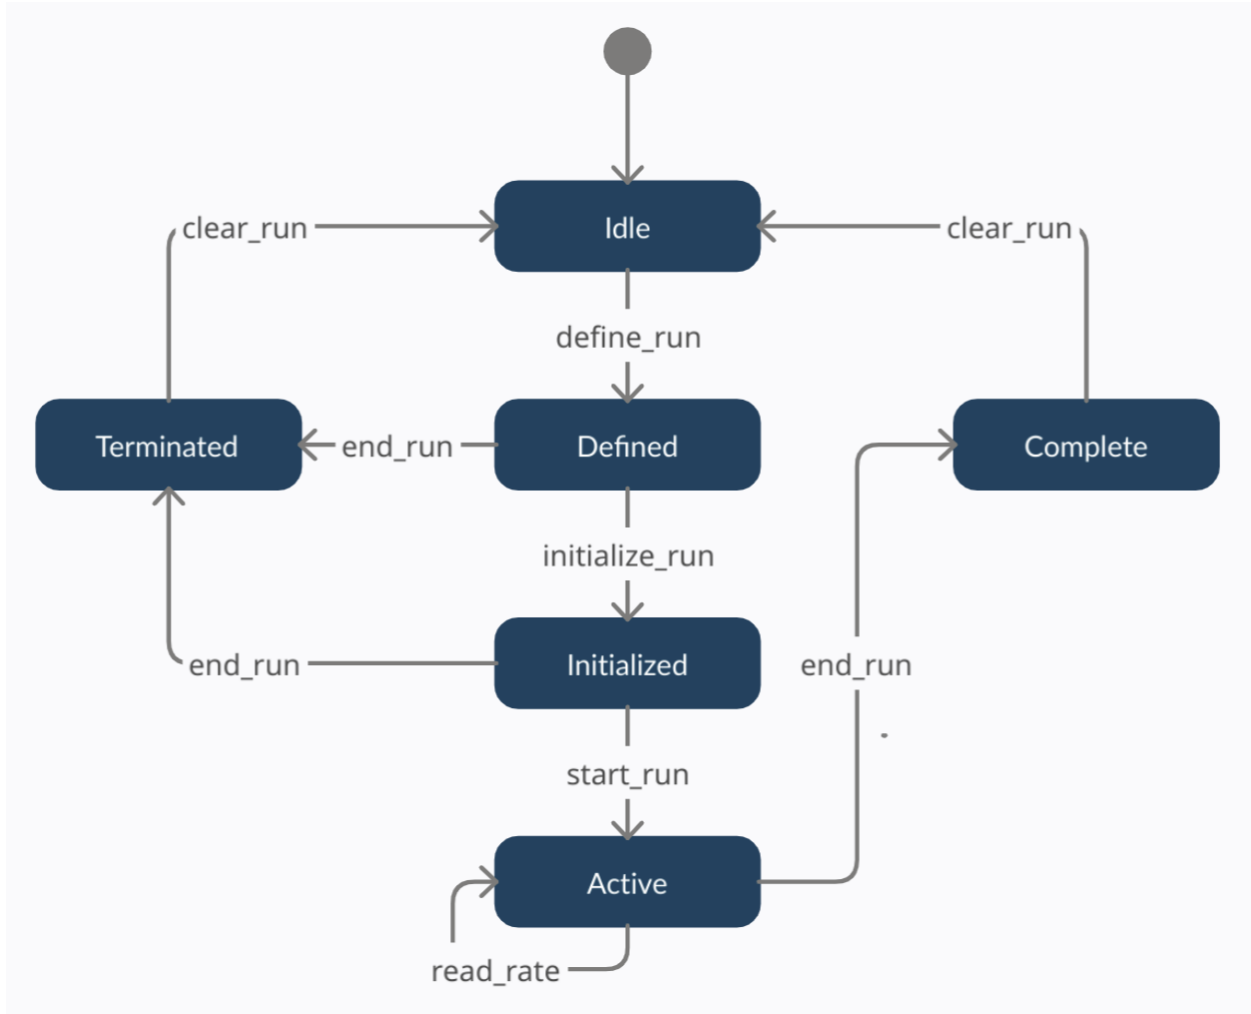 Idle
clear_run
clear_run
define_run
Terminated
end_run
Defined
Complete
initialize_run
end_run
Initialized
end_run
start_run
Active
read_rate